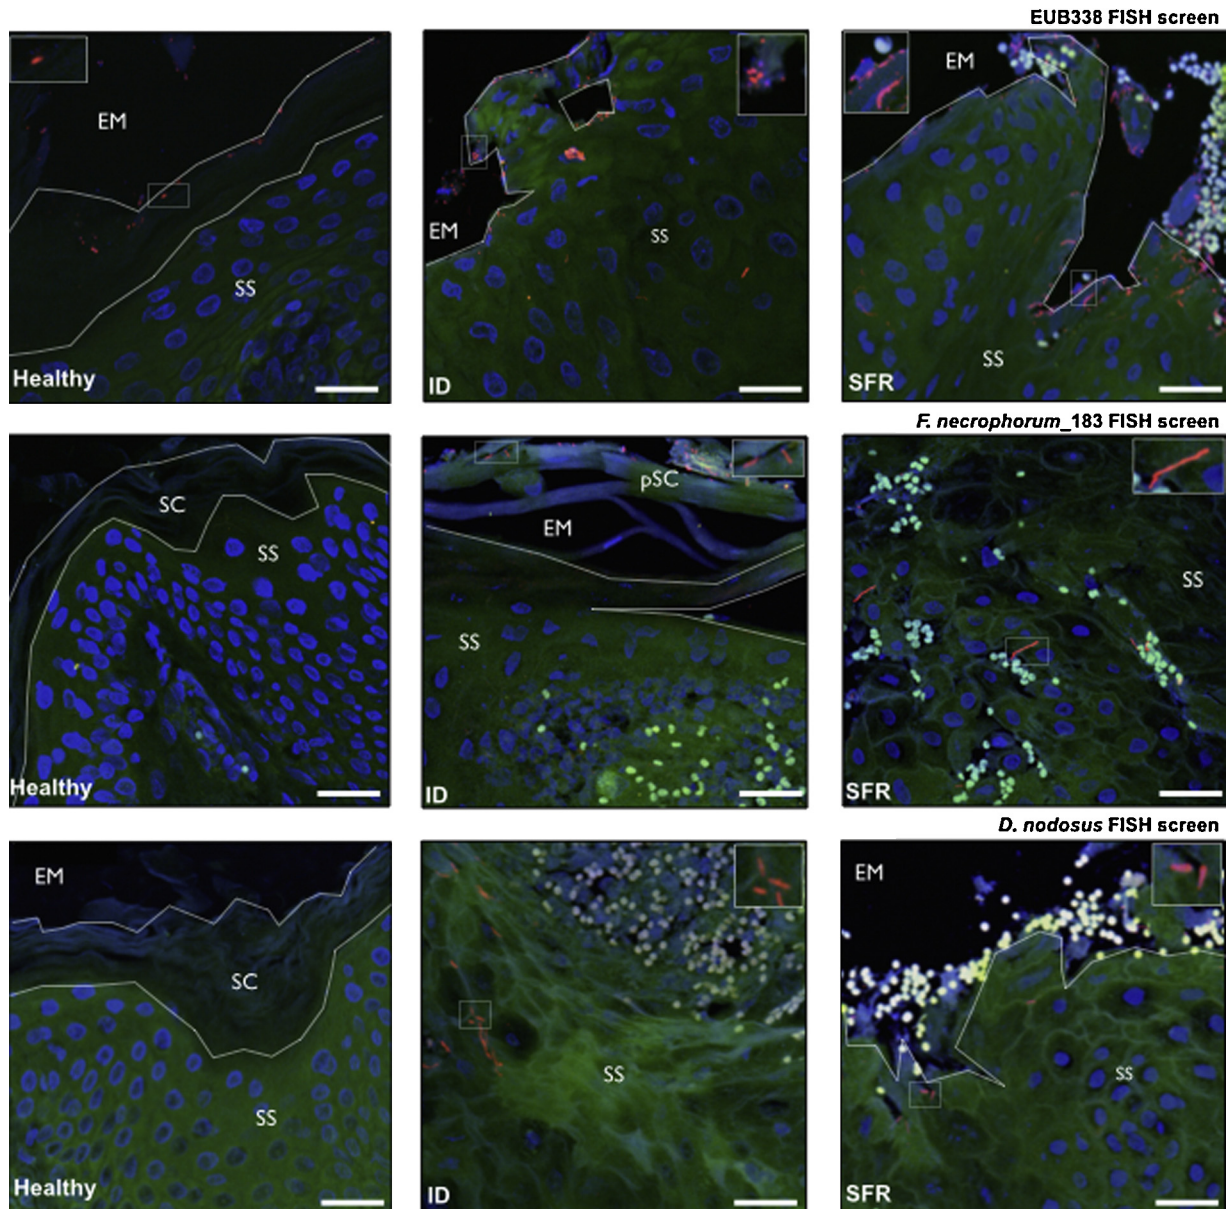 EUB338 FISH screen
EM
SS
Healthy
EM
SS
ID
EM
SS
SFR
F. necrophorum_183 FISH screen
SC
SS
Healthy
pSC
EM
SS
ID
SS
SFR
D. nodosus FISH screen
EM
SC
SS
Healthy
SS
ID
EM
SS
SFR